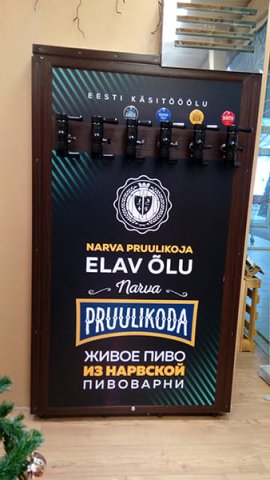 EESTI KÄSITÖÖÕLU
NARVA PRUULIKOJA
ELAV ÕLU
Narva
PRUULIKODA
ЖИВОЕ ПИВО
ИЗ НАРВСКОЙ
ПИВОВАРНИ